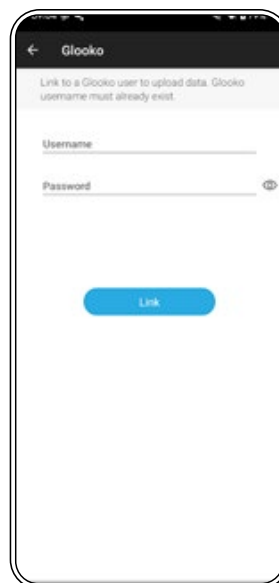 Glooko
Link to a Glooko user to upload data. Glooko
username must already exist.
Username
Password
Link